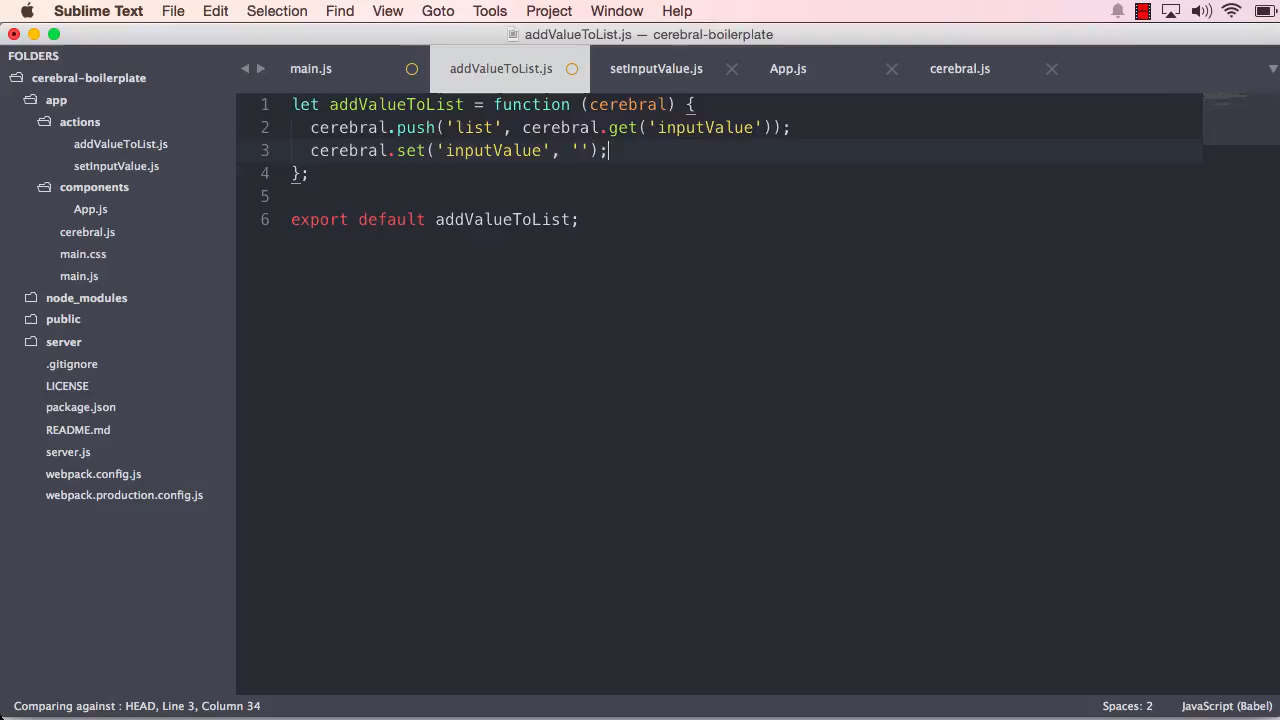 Sublime Text File Edit Selection Find View Goto Tools Project Window Help
addValueToList.js — cerebral-boilerplate
FOLDERS
cerebral-boilerplate
app
actions
addValueToList.js
setInputValue.js
components
App.js
cerebral.js
main.css
main.js
node_modules
public
server
.gitignore
LICENSE
package.json
README.md
server.js
webpack.config.js
webpack.production.config.js
main.js addValueToList.js setInputValue.js App.js cerebral.js
1 let addValueToList = function (cerebral) {
2 cerebral.push('list', cerebral.get('inputValue'));
3 cerebral.set('inputValue', '');
4 };
5
6 export default addValueToList;
Comparing against : HEAD, Line 3, Column 34 Spaces: 2 JavaScript (Babel)